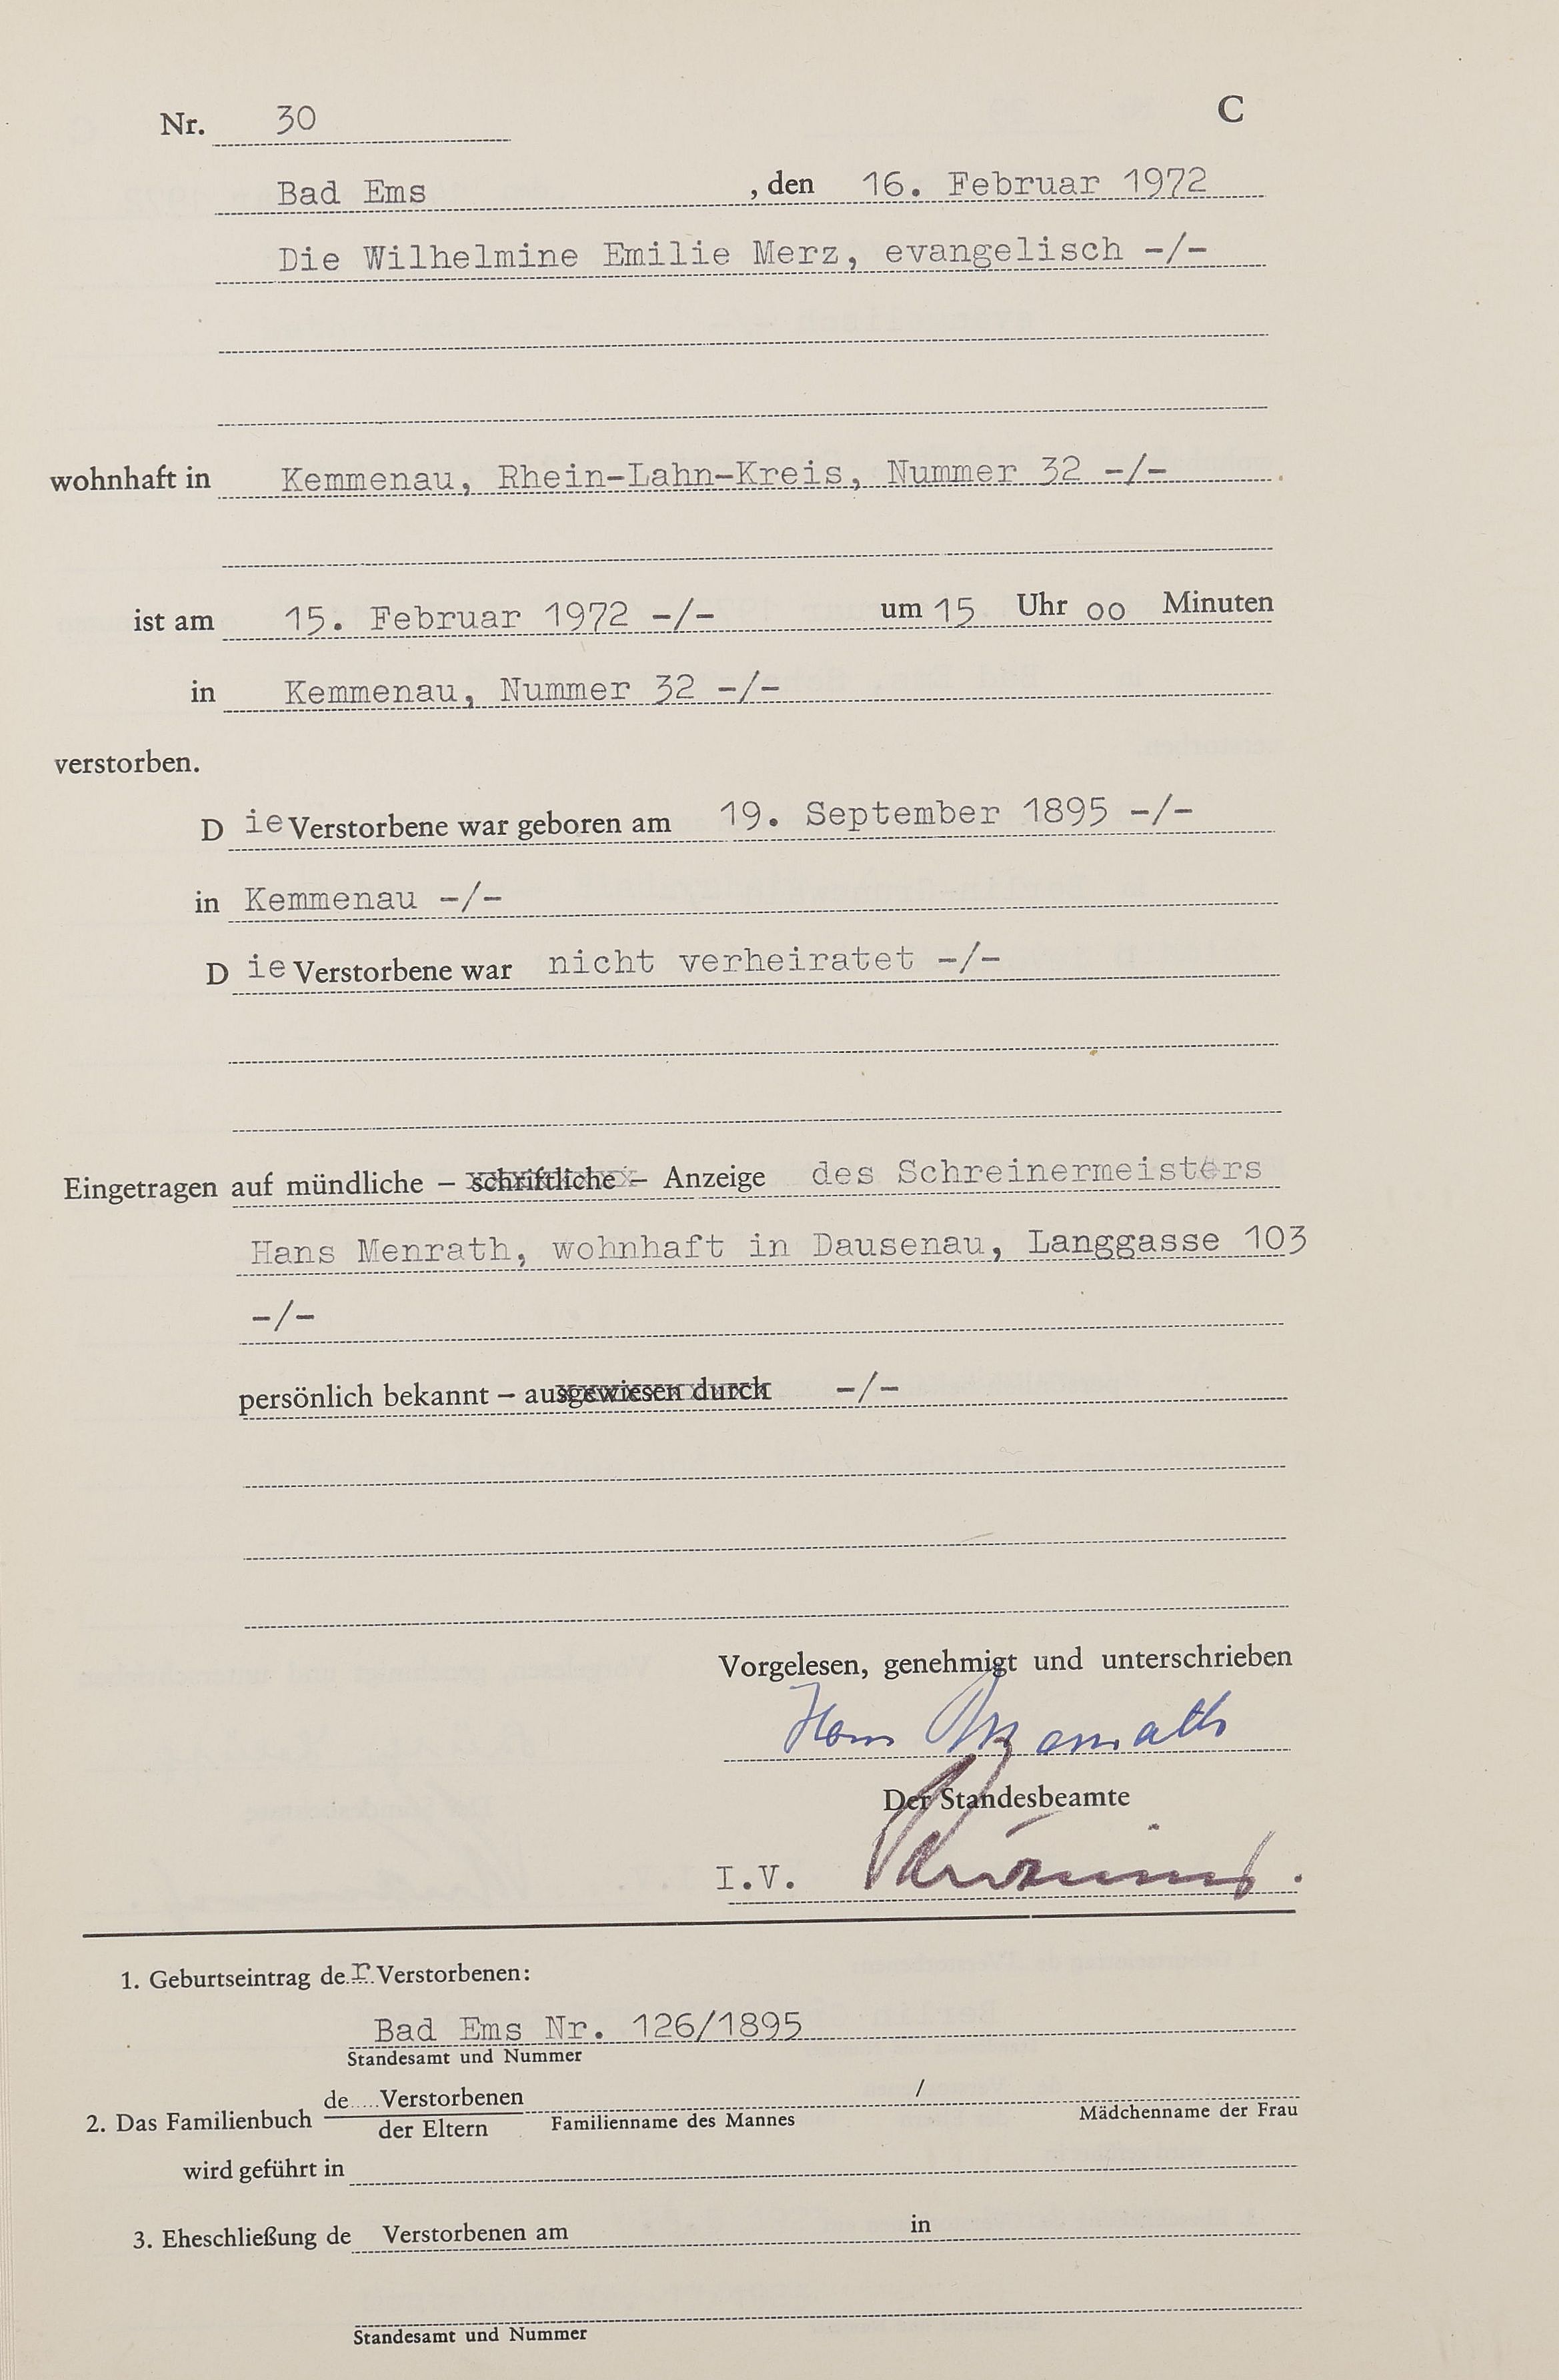 Nr. 30 C
Bad Ems , den 16. Februar 1972
Die Wilhelmine Emilie Merz, evangelisch -/-
wohnhaft in Kemmenau, Rhein-Lahn-Kreis, Nummer 32 -/-
ist am 15. Februar 1972 -/- um 15 Uhr 00 Minuten
in Kemmenau, Nummer 32 -/-
verstorben.
D ie Verstorbene war geboren am 19. September 1895 -/-
in Kemmenau -/-
D ie Verstorbene war nicht verheiratet -/-
Eingetragen auf mündliche – schriftliche – Anzeige des Schreinermeisters
Hans Menrath, wohnhaft in Dausenau, Langgasse 103
-/-
persönlich bekannt – ausgewiesen durch -/-
Vorgelesen, genehmigt und unterschrieben
Hans Menrath
Der Standesbeamte
I.V.
1. Geburtseintrag de r Verstorbenen:
Bad Ems Nr. 126/1895
Standesamt und Nummer
2. Das Familienbuch de Verstorbenen /
der Eltern Familienname des Mannes Mädchenname der Frau
wird geführt in
3. Eheschließung de Verstorbenen am in
Standesamt und Nummer